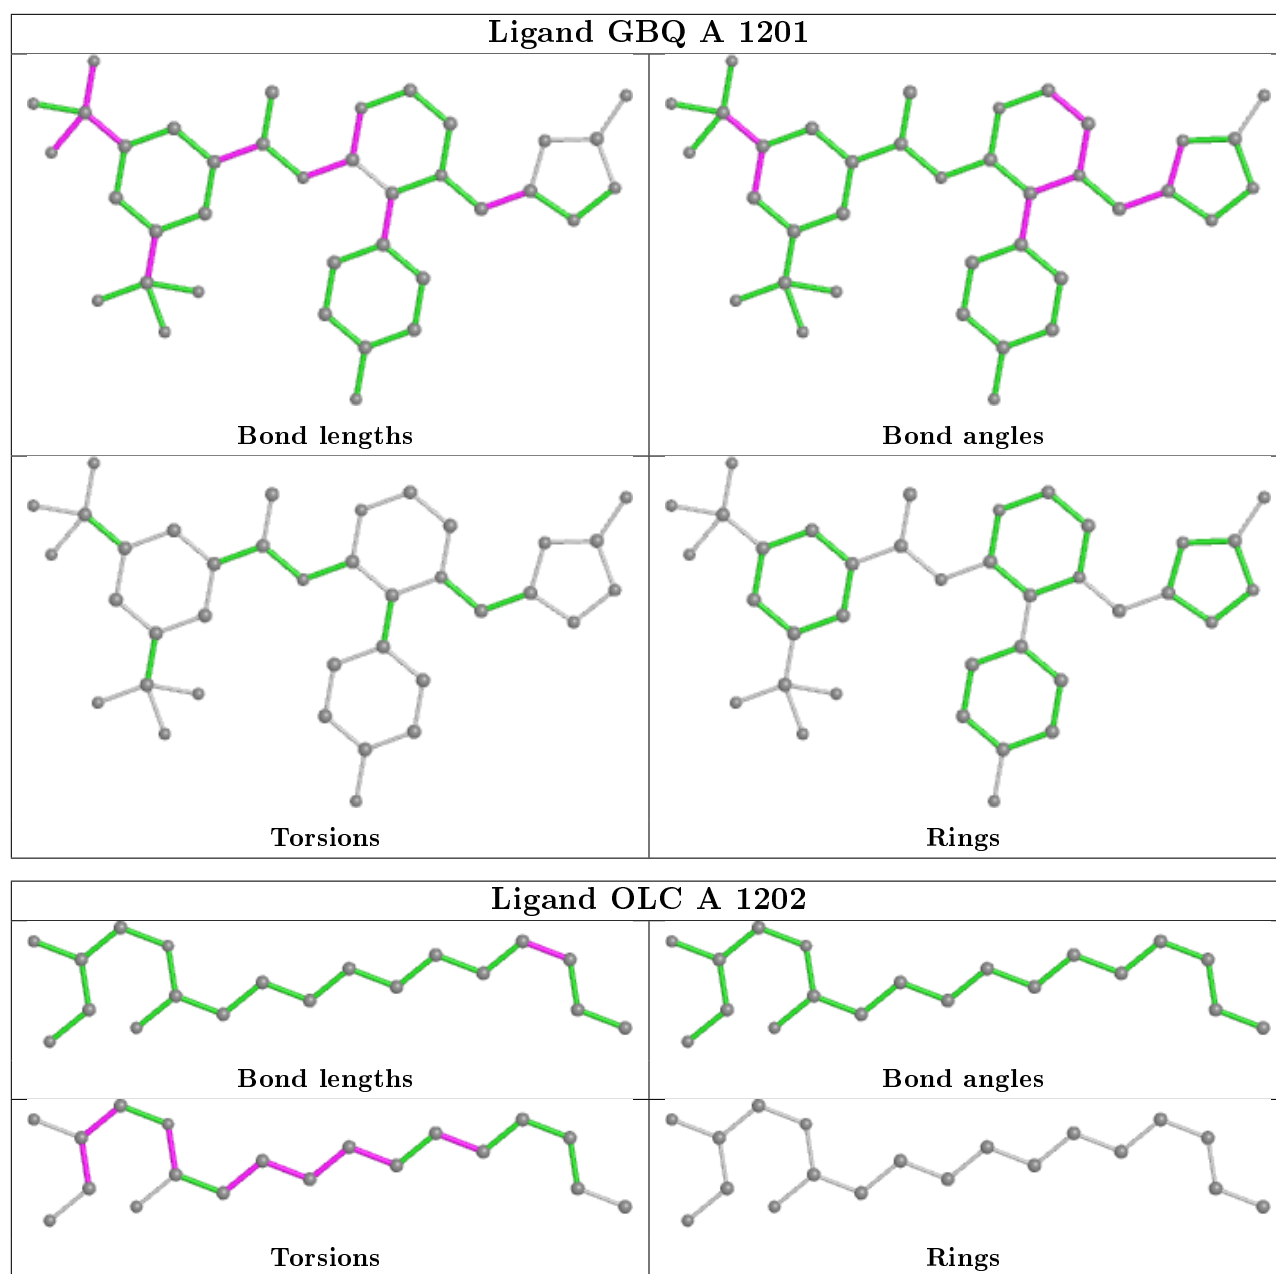 Ligand GBQ A 1201
Bond lengths
Bond angles
Torsions
Rings
Ligand OLC A 1202
Bond lengths
Bond angles
Torsions
Rings